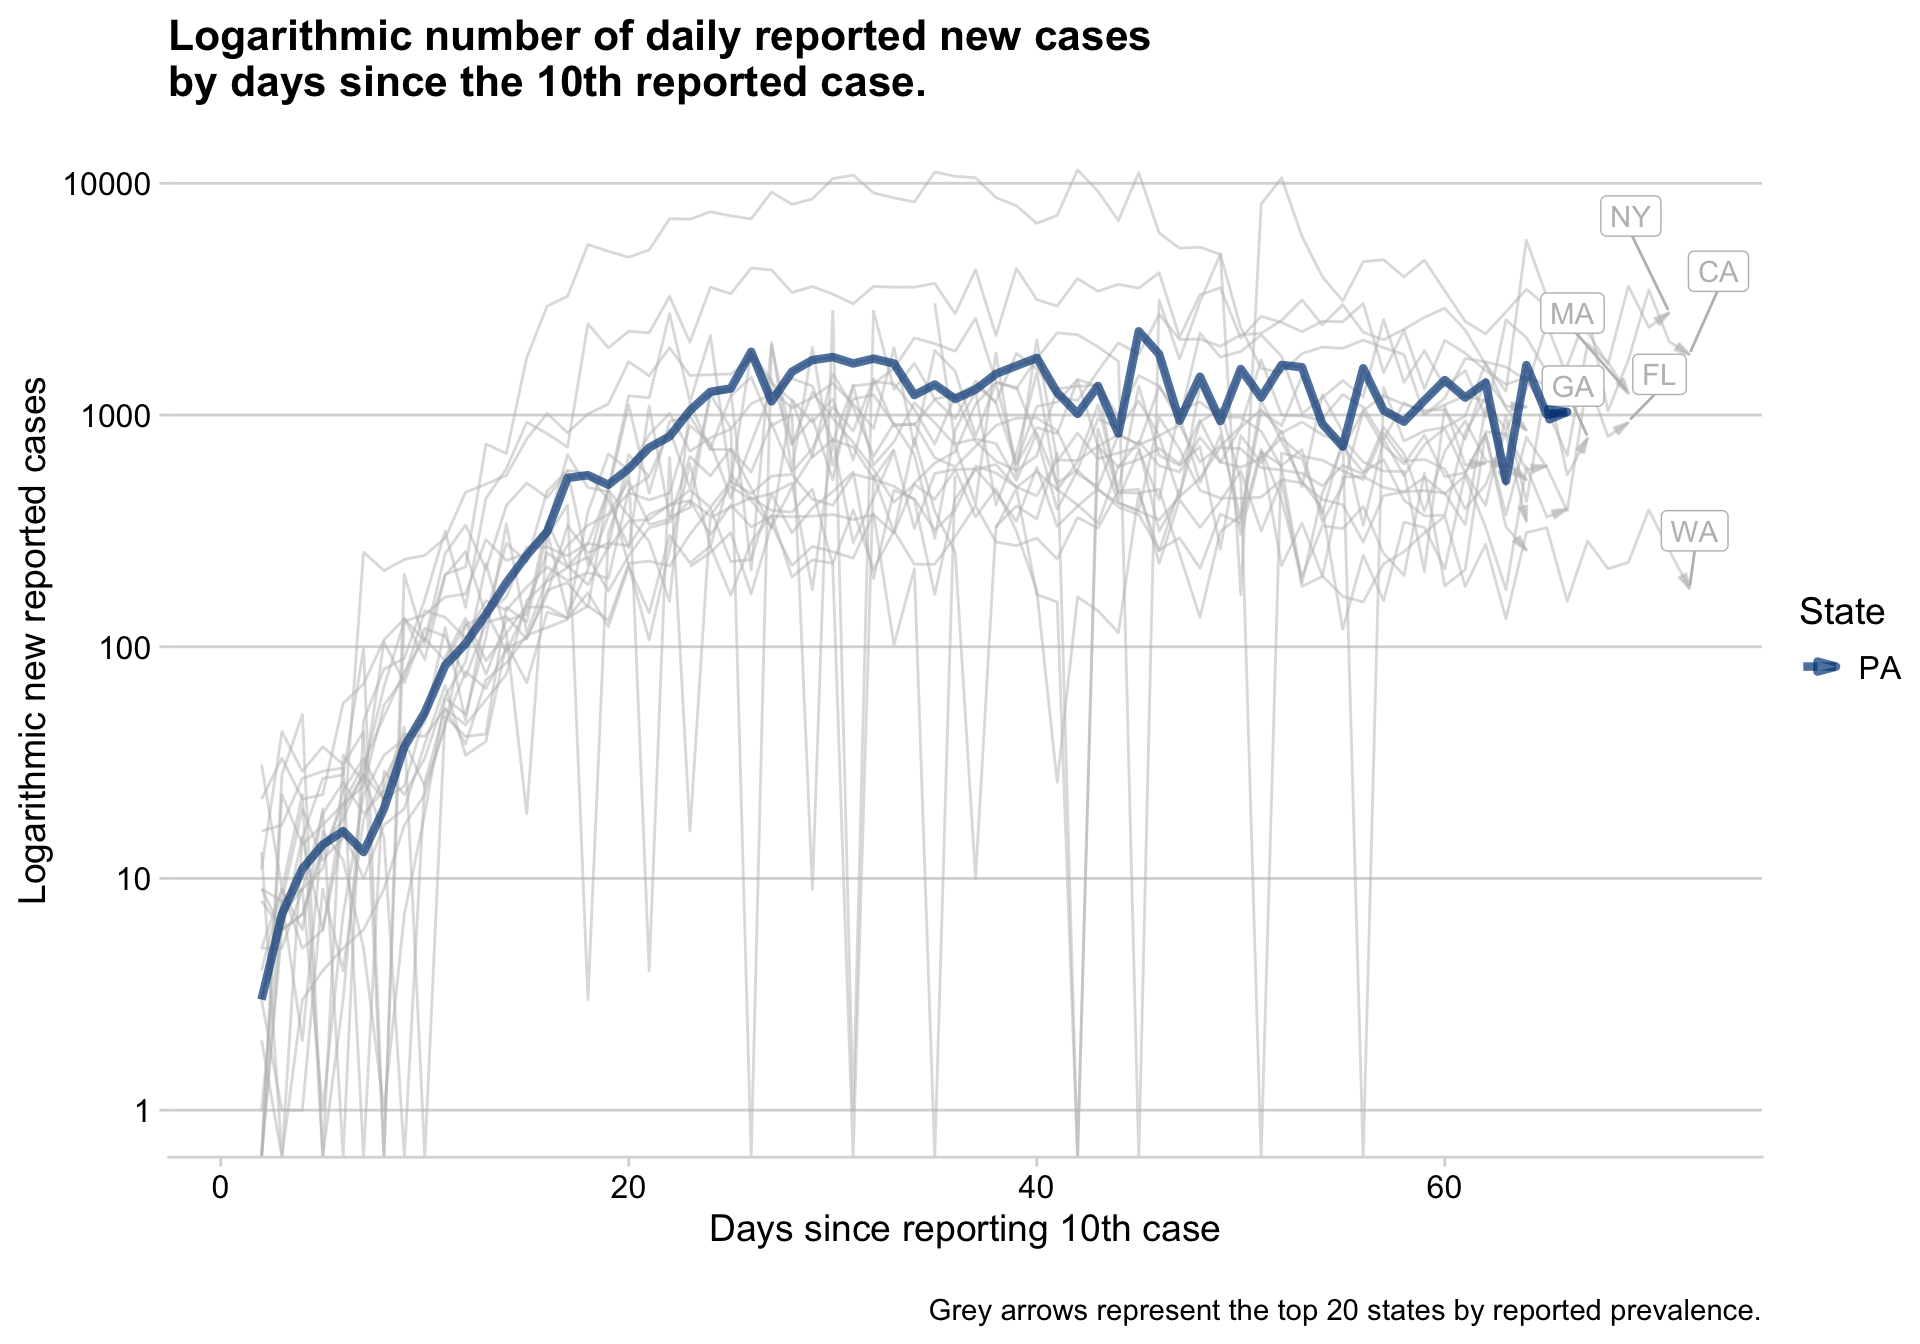 Logarithmic number of daily reported new cases
by days since the 10th reported case.
Logarithmic new reported cases
10000
1000
100
10
1
NY
CA
MA
FL
GA
WA
State
PA
0
20
40
60
Days since reporting 10th case
Grey arrows represent the top 20 states by reported prevalence.